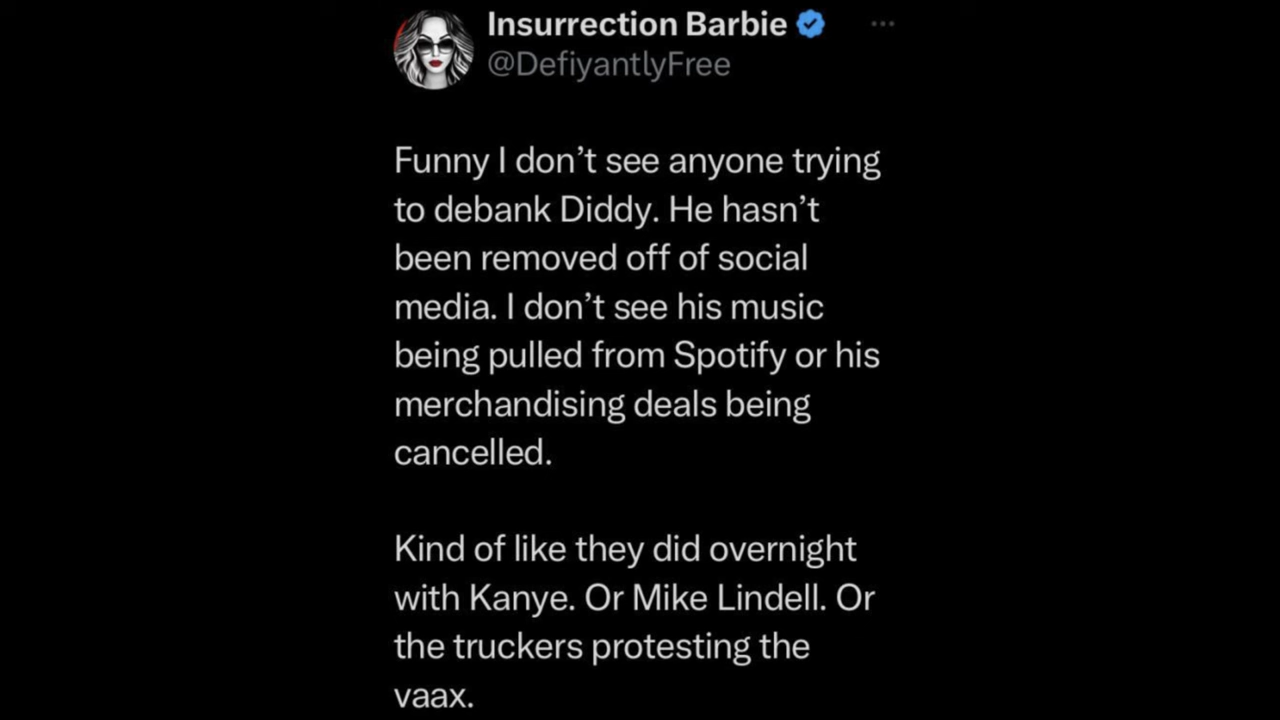 Insurrection Barbie
@DefiyantlyFree
Funny I don’t see anyone trying
to debank Diddy. He hasn’t
been removed off of social
media. I don’t see his music
being pulled from Spotify or his
merchandising deals being
cancelled.
Kind of like they did overnight
with Kanye. Or Mike Lindell. Or
the truckers protesting the
vaax.